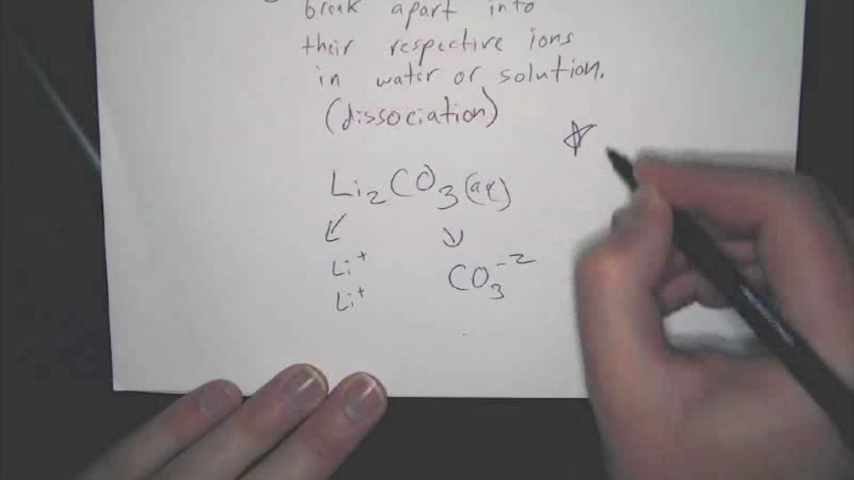 break apart into
their respective ions
in water or solution.
(dissociation)
Li₂CO₃(aq)
Li⁺ CO₃⁻²
Li⁺